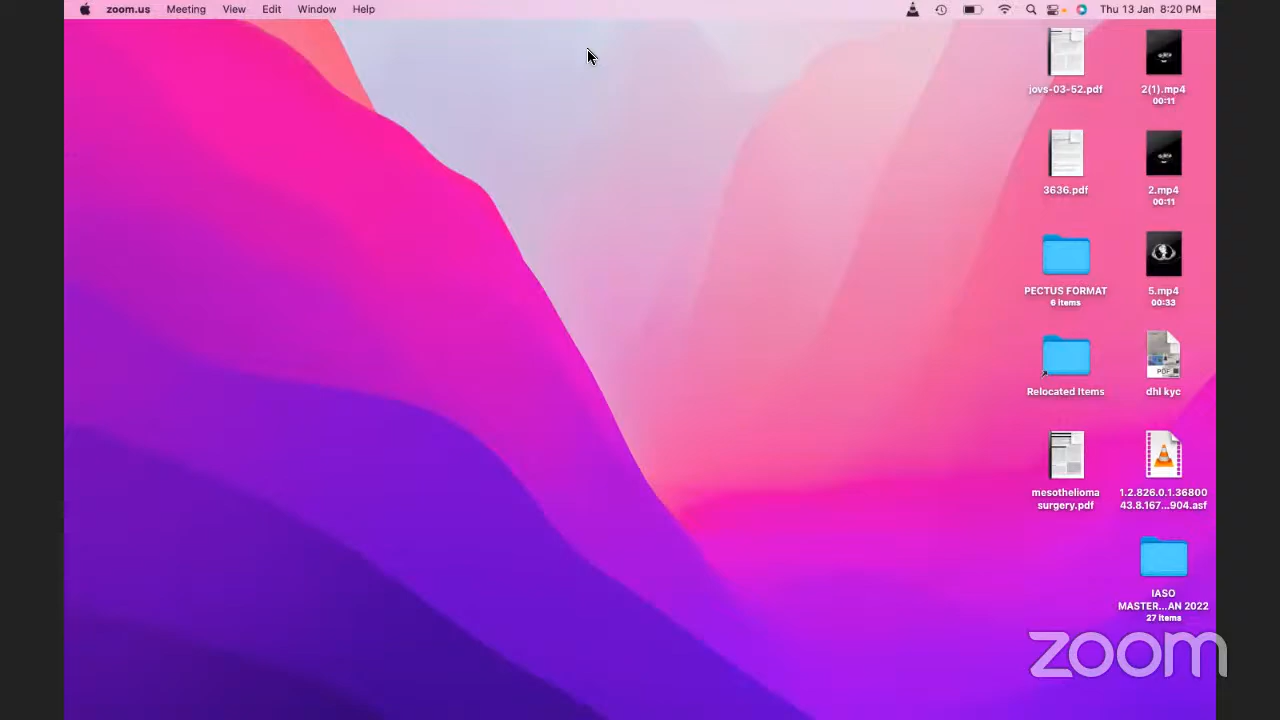 zoom.us Meeting View Edit Window Help Thu 13 Jan 8:20 PM
jovs-03-52.pdf
2(1).mp4
00:11
3636.pdf
2.mp4
00:11
PECTUS FORMAT
6 items
5.mp4
00:33
Relocated Items
PDF
dhl kyc
mesothelioma
surgery.pdf
1.2.826.0.1.36800
43.8.167...904.asf
IASO
MASTER...AN 2022
27 items
zoom